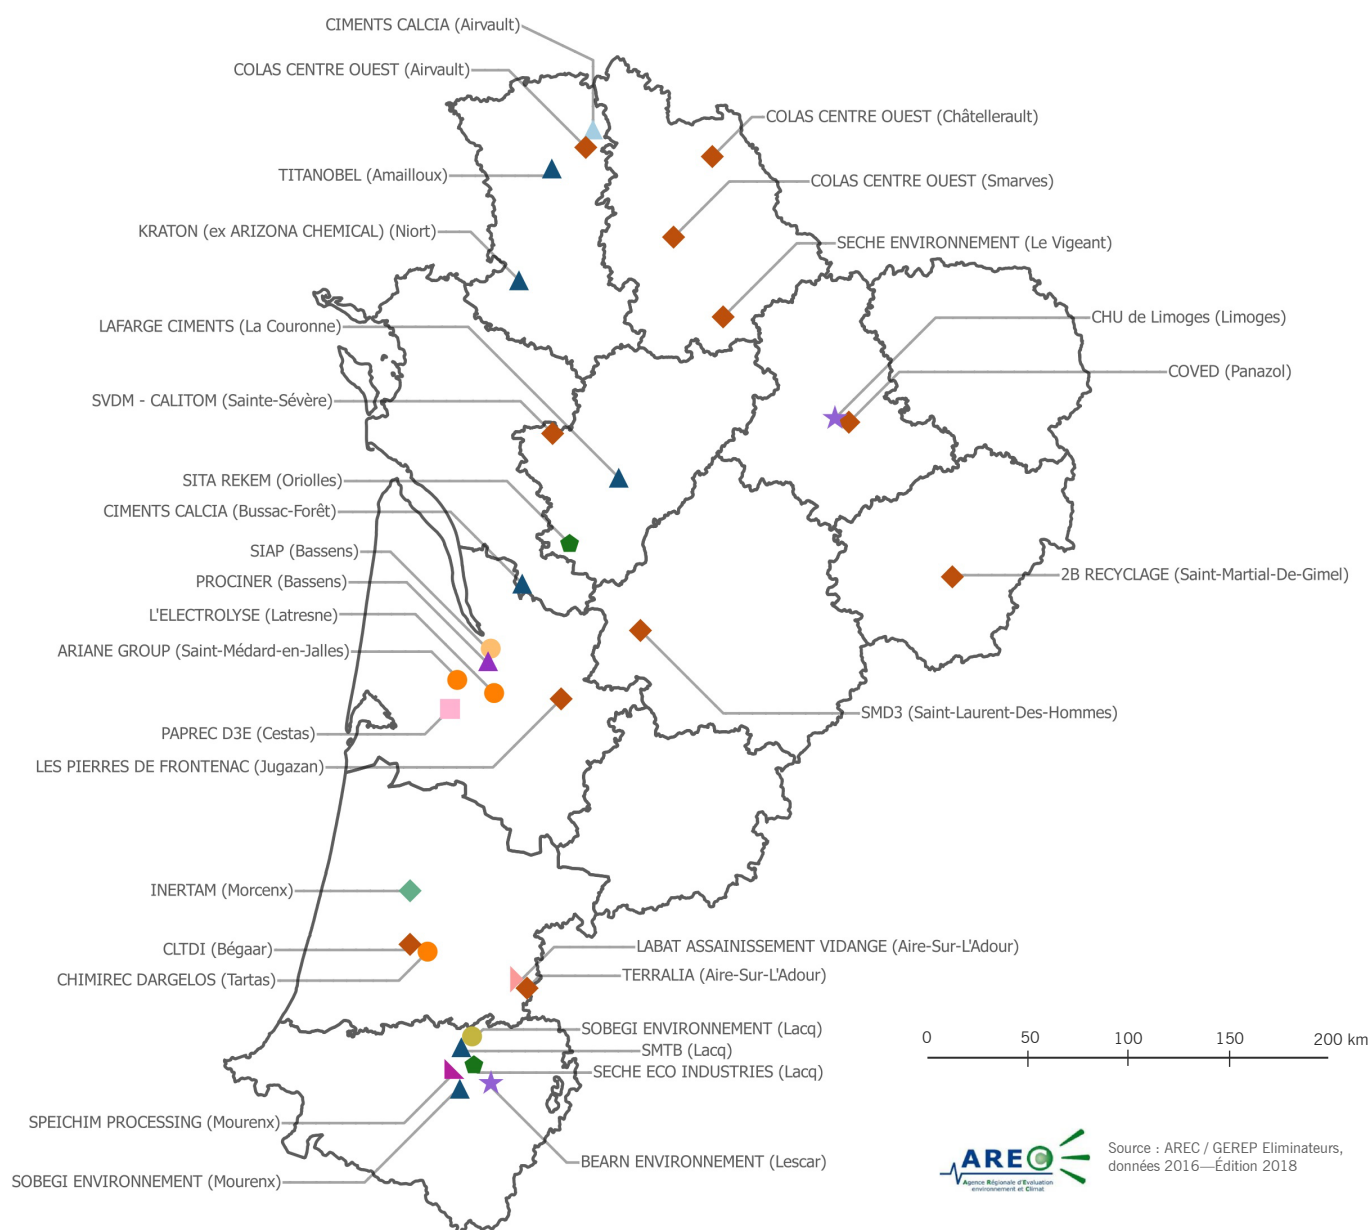 CIMENTS CALCIA (Airvault)
COLAS CENTRE OUEST (Airvault)
COLAS CENTRE OUEST (Châtellerault)
TITANOBEL (Amailloux)
COLAS CENTRE OUEST (Smarves)
KRATON (ex ARIZONA CHEMICAL) (Niort)
SECHE ENVIRONNEMENT (Le Vigeant)
LAFARGE CIMENTS (La Couronne)
CHU de Limoges (Limoges)
COVED (Panazol)
SVDM - CALITOM (Sainte-Sévère)
SITA REKEM (Oriolles)
CIMENTS CALCIA (Bussac-Forêt)
SIAP (Bassens)
PROCINER (Bassens)
2B RECYCLAGE (Saint-Martial-De-Gimel)
L'ELECTROLYSE (Latresne)
ARIANE GROUP (Saint-Médard-en-Jalles)
SMD3 (Saint-Laurent-Des-Hommes)
PAPREC D3E (Cestas)
LES PIERRES DE FRONTENAC (Jugazan)
INERTAM (Morcenx)
CLTDI (Bégaar)
LABAT ASSAINISSEMENT VIDANGE (Aire-Sur-L'Adour)
CHIMIREC DARGELOS (Tartas)
TERRALIA (Aire-Sur-L'Adour)
SOBEGI ENVIRONNEMENT (Lacq)
SMTB (Lacq)
SECHE ECO INDUSTRIES (Lacq)
0 50 100 150 200 km
SPEICHIM PROCESSING (Mourenx)
BEARN ENVIRONNEMENT (Lescar)
SOBEGI ENVIRONNEMENT (Mourenx)
AREC
Agence Régionale d'Evaluation
environnement et Climat
Source : AREC / GEREP Eliminateurs,
données 2016—Édition 2018